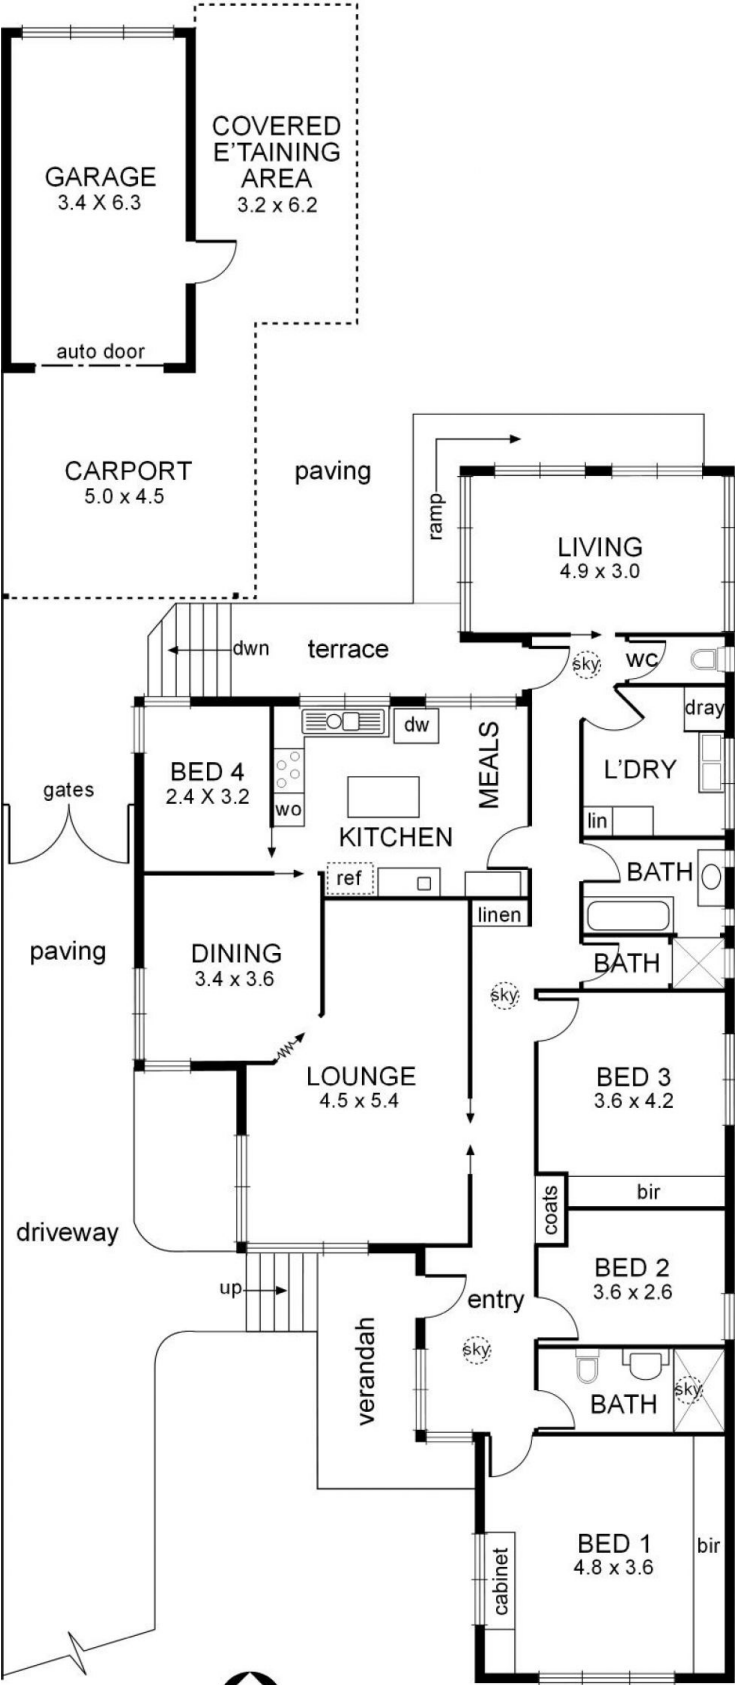 COVERED
E'TAINING
AREA
3.2 x 6.2
GARAGE
3.4 X 6.3
auto door
CARPORT
5.0 x 4.5
paving
ramp
LIVING
4.9 x 3.0
dwn
terrace
sky
wc
dray
BED 4
2.4 X 3.2
dw
MEALS
L'DRY
gates
wo
KITCHEN
lin
ref
BATH
linen
paving
DINING
3.4 x 3.6
BATH
sky
LOUNGE
4.5 x 5.4
BED 3
3.6 x 4.2
bir
coats
driveway
BED 2
3.6 x 2.6
up
entry
verandah
sky
sky
BATH
BED 1
4.8 x 3.6
bir
cabinet